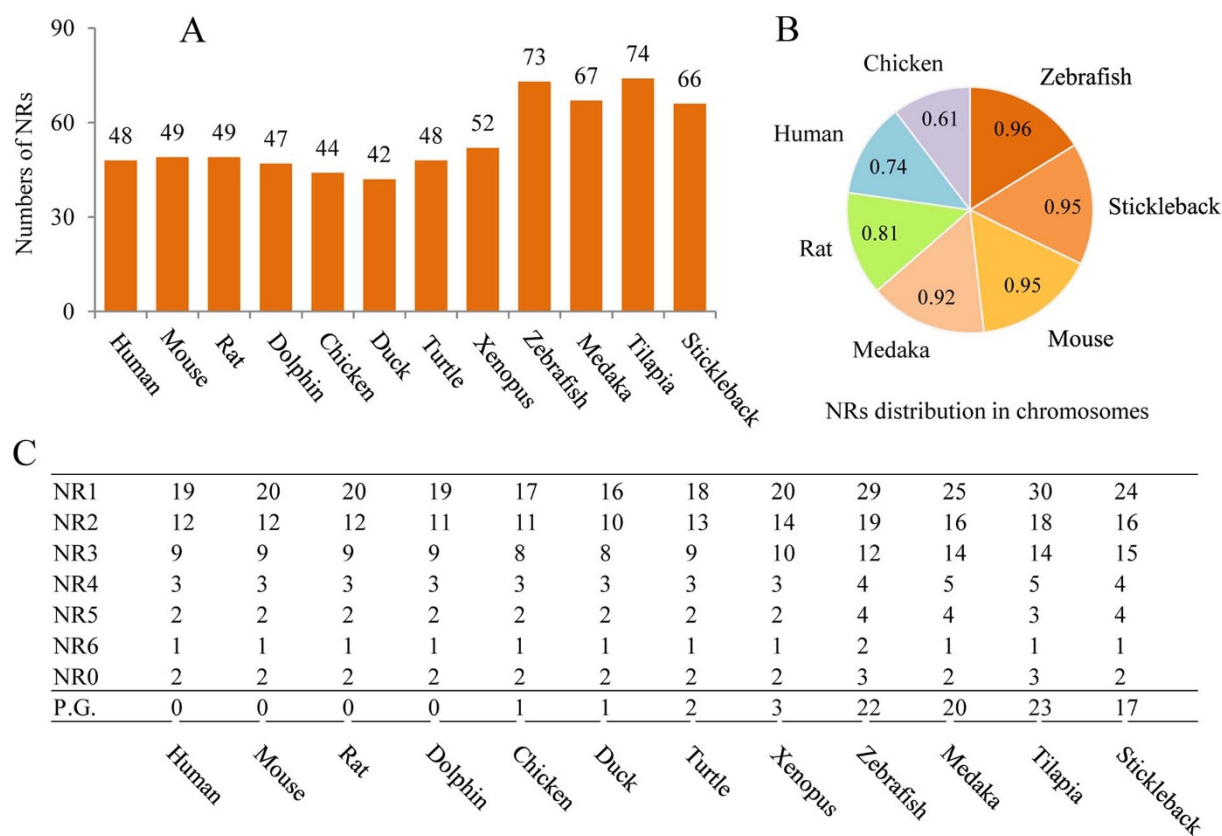 A
90
60
30
0
Numbers of NRs
48 49 49 47 44 42 48 52 73 67 74 66
Human Mouse Rat Dolphin Chicken Duck Turtle Xenopus Zebrafish Medaka Tilapia Stickleback
B
Chicken 0.61
Zebrafish 0.96
Human 0.74
Stickleback 0.95
Rat 0.81
Mouse 0.95
Medaka 0.92
NRs distribution in chromosomes
C
NR1 19 20 20 19 17 16 18 20 29 25 30 24
NR2 12 12 12 11 11 10 13 14 19 16 18 16
NR3 9 9 9 9 8 8 9 10 12 14 14 15
NR4 3 3 3 3 3 3 3 3 4 5 5 4
NR5 2 2 2 2 2 2 2 2 4 4 3 4
NR6 1 1 1 1 1 1 1 1 2 1 1 1
NR0 2 2 2 2 2 2 2 2 3 2 3 2
P.G. 0 0 0 0 1 1 2 3 22 20 23 17
Human Mouse Rat Dolphin Chicken Duck Turtle Xenopus Zebrafish Medaka Tilapia Stickleback